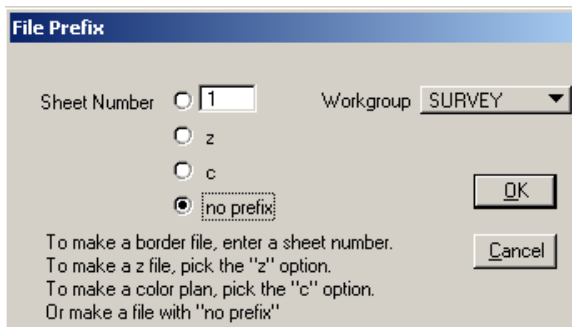 File Prefix
Sheet Number 1 Workgroup SURVEY
z
c
no prefix
OK
To make a border file, enter a sheet number.
To make a z file, pick the "z" option.
Cancel
To make a color plan, pick the "c" option.
Or make a file with "no prefix"